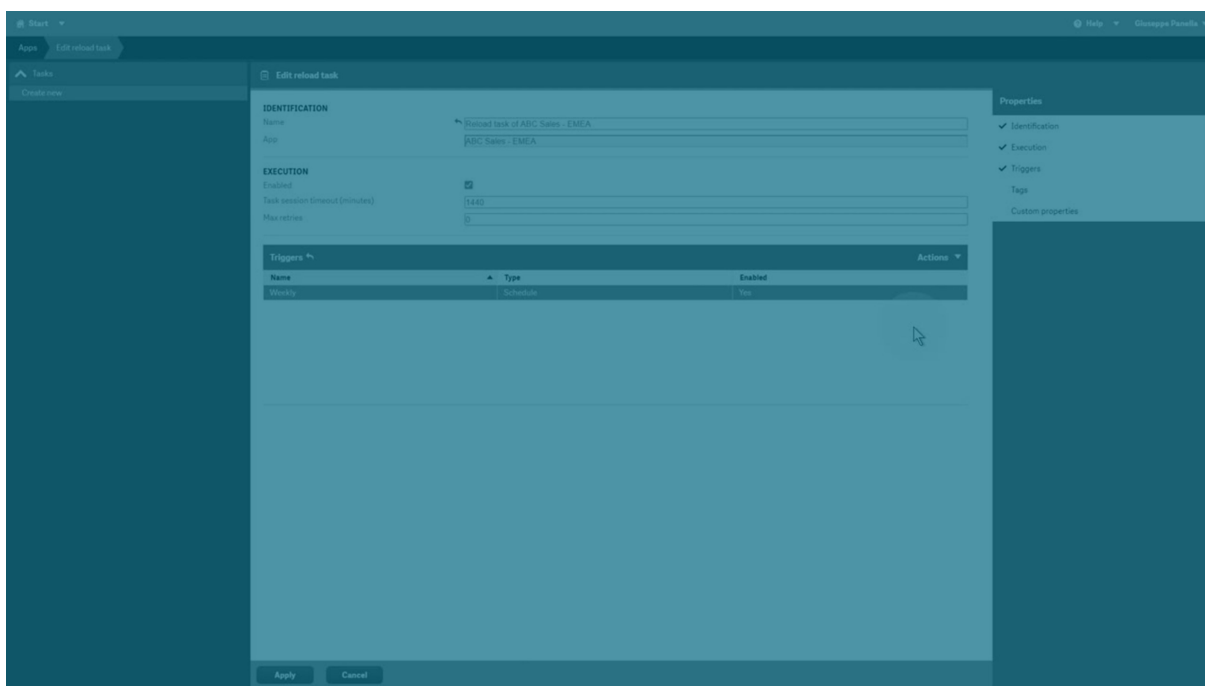 Start Help Giuseppe Panella
Apps Edit reload task
Tasks
Create new
Edit reload task
IDENTIFICATION
Name Reload task of ABC Sales - EMEA
App ABC Sales - EMEA
EXECUTION
Enabled
Task session timeout (minutes) 1440
Max retries 0
Triggers Actions
Name Type Enabled
Weekly Schedule Yes
Apply Cancel
Properties
Identification
Execution
Triggers
Tags
Custom properties